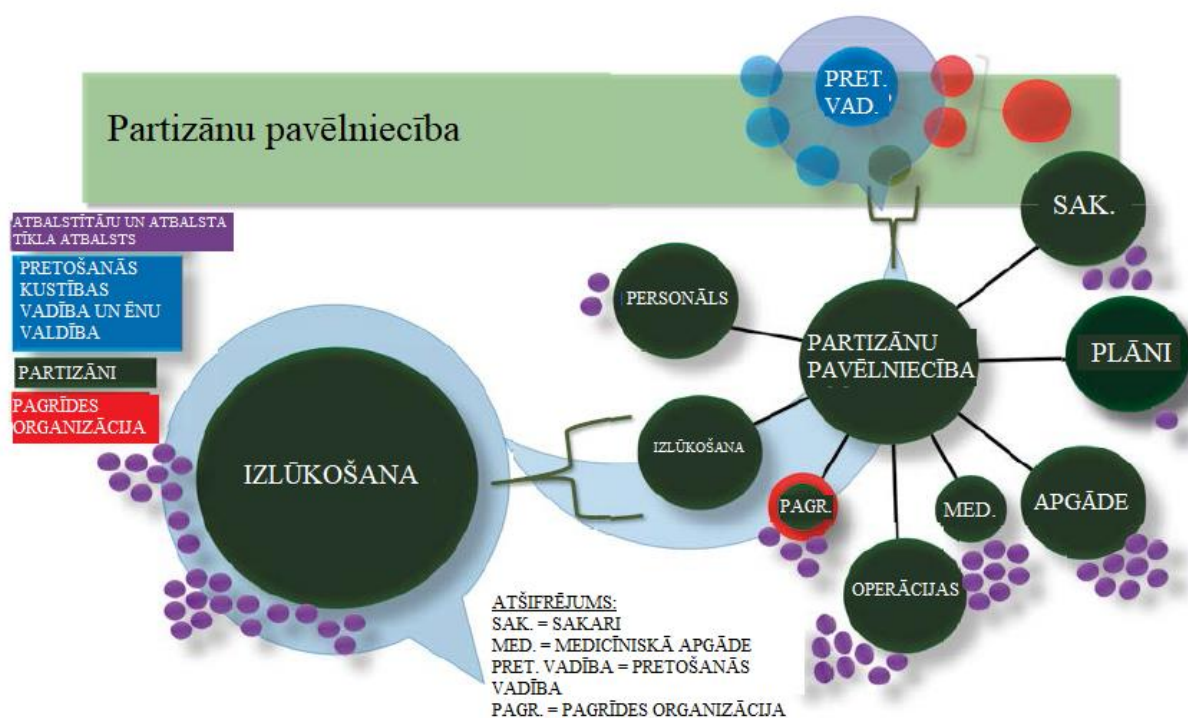 PRET.
VAD.
Partizānu pavēlniecība
SAK.
ATBALSTĪTĀJU UN ATBALSTA
TĪKLA ATBALSTS
PRETOŠANĀS
KUSTĪBAS
VADĪBA UN ĒNU
VALDĪBA
PARTIZĀNI
PAGRĪDES
ORGANIZĀCIJA
PERSONĀLS
PARTIZĀNU
PAVĒLNIECĪBA
PLĀNI
IZLŪKOŠANA
IZLŪKOŠANA
PAGR.
MED.
APGĀDE
OPERĀCIJAS
ATŠIFRĒJUMS:
SAK. = SAKARI
MED. = MEDICĪNISKĀ APGĀDE
PRET. VADĪBA = PRETOŠANĀS
VADĪBA
PAGR. = PAGRĪDES ORGANIZĀCIJA